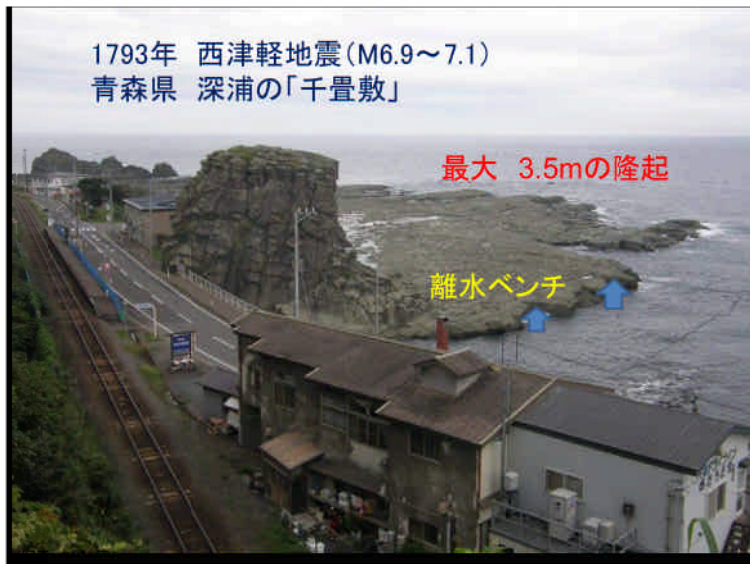 1793年 西津軽地震(M6.9～7.1)
青森県 深浦の「千畳敷」
最大 3.5mの隆起
離水ベンチ